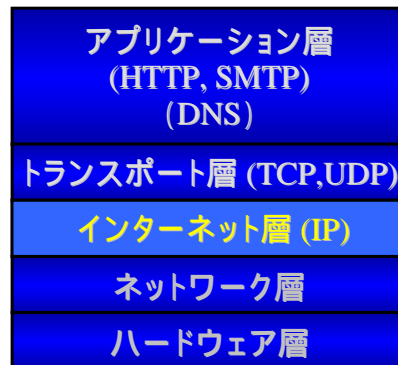 アプリケーション層
(HTTP, SMTP)
(DNS)
トランスポート層 (TCP,UDP)
インターネット層 (IP)
ネットワーク層
ハードウェア層